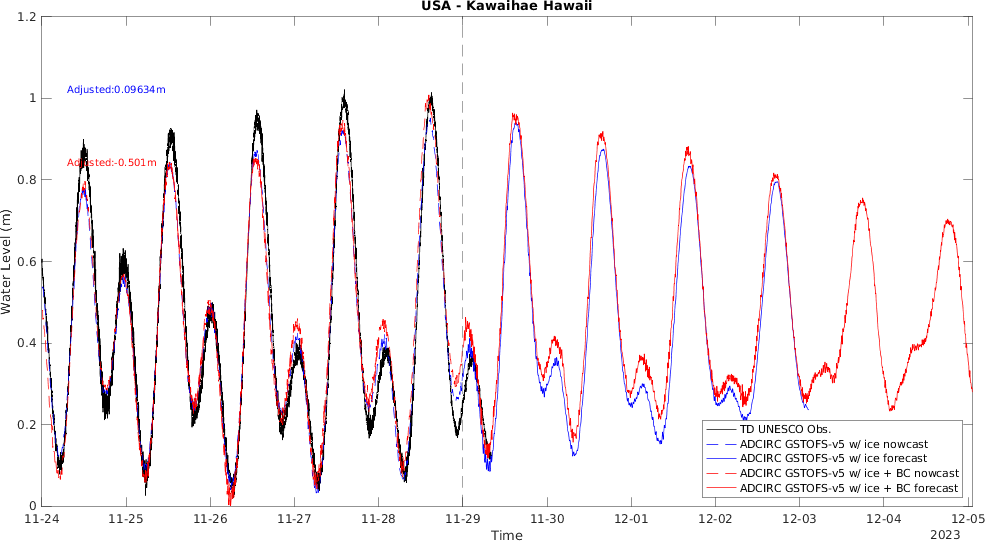 USA - Kawaihae Hawaii
1.2
1
0.8
0.6
0.4
0.2
0
Water Level (m)
Adjusted:0.09634m
Adjusted:-0.501m
TD UNESCO Obs.
ADCIRC GSTOFS-v5 w/ ice nowcast
ADCIRC GSTOFS-v5 w/ ice forecast
ADCIRC GSTOFS-v5 w/ ice + BC nowcast
ADCIRC GSTOFS-v5 w/ ice + BC forecast
11-24 11-25 11-26 11-27 11-28 11-29 11-30 12-01 12-02 12-03 12-04 12-05
Time
2023